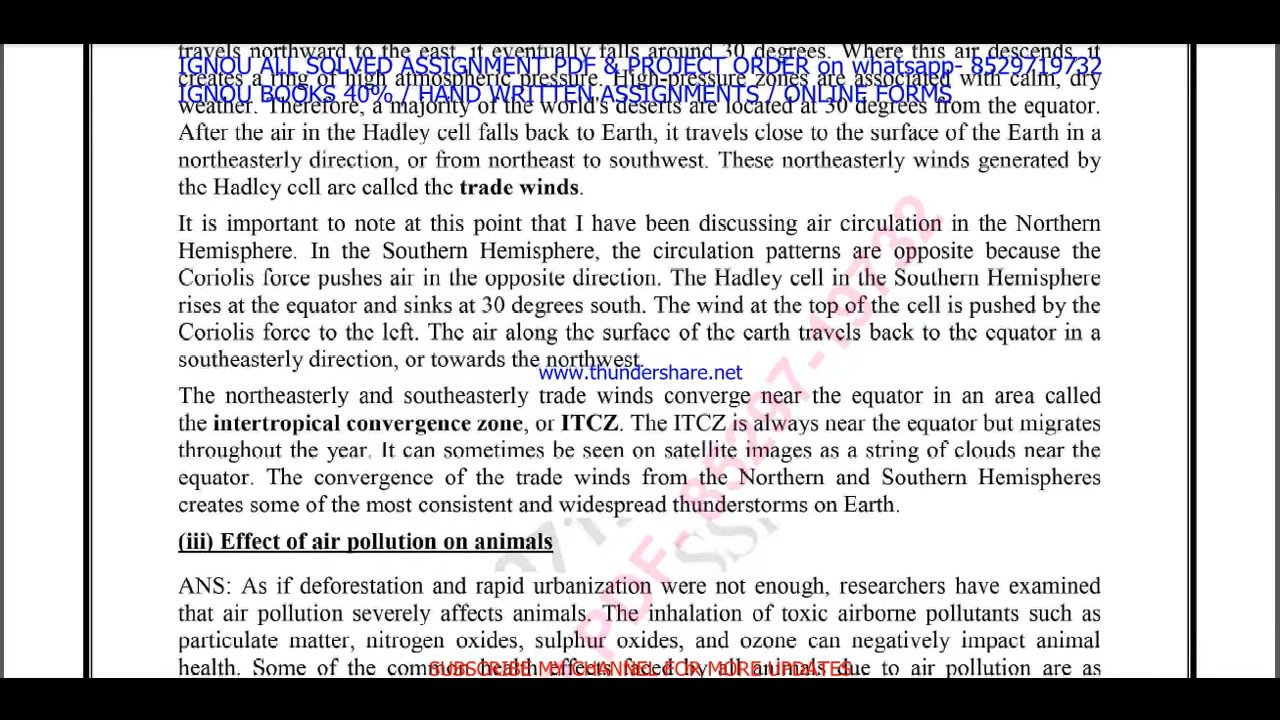 travels northward to the east, it eventually falls around 30 degrees. Where this air descends, it
IGNOU ALL SOLVED ASSIGNMENT PDF & PROJECT ORDER on whatsapp- 8529719732
creates a ring of high atmospheric pressure. High-pressure zones are associated with calm, dry
IGNOU BOOKS 40% / HAND WRITTEN ASSIGNMENTS / ONLINE FORMS
weather. Therefore, a majority of the world's deserts are located at 30 degrees from the equator.
After the air in the Hadley cell falls back to Earth, it travels close to the surface of the Earth in a
northeasterly direction, or from northeast to southwest. These northeasterly winds generated by
the Hadley cell are called the trade winds.
It is important to note at this point that I have been discussing air circulation in the Northern
Hemisphere. In the Southern Hemisphere, the circulation patterns are opposite because the
Coriolis force pushes air in the opposite direction. The Hadley cell in the Southern Hemisphere
rises at the equator and sinks at 30 degrees south. The wind at the top of the cell is pushed by the
Coriolis force to the left. The air along the surface of the earth travels back to the equator in a
southeasterly direction, or towards the northwest.
www.thundershare.net
The northeasterly and southeasterly trade winds converge near the equator in an area called
the intertropical convergence zone, or ITCZ. The ITCZ is always near the equator but migrates
throughout the year. It can sometimes be seen on satellite images as a string of clouds near the
equator. The convergence of the trade winds from the Northern and Southern Hemispheres
creates some of the most consistent and widespread thunderstorms on Earth.
(iii) Effect of air pollution on animals
ANS: As if deforestation and rapid urbanization were not enough, researchers have examined
that air pollution severely affects animals. The inhalation of toxic airborne pollutants such as
particulate matter, nitrogen oxides, sulphur oxides, and ozone can negatively impact animal
health. Some of the common health effects faced by all animals due to air pollution are as
SUBSCRIBE MY CHANNEL FOR MORE UPDATES
PDF-85297-19732